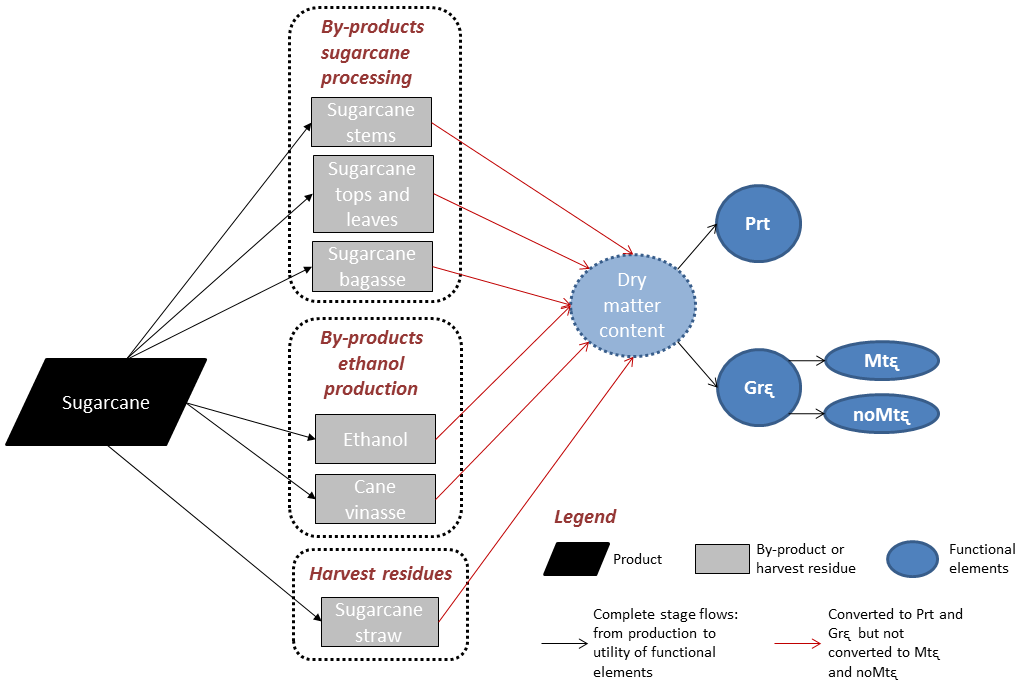 By-products
sugarcane
processing
Sugarcane
stems
Sugarcane
tops and
leaves
Sugarcane
bagasse
By-products
ethanol
production
Ethanol
Cane
vinasse
Harvest residues
Sugarcane
straw
Sugarcane
Dry
matter
content
Prt
Grξ
Mtξ
noMtξ
Legend
Product
By-product or
harvest residue
Functional
elements
Complete stage flows:
from production to
utility of functional
elements
Converted to Prt and
Grξ but not
converted to Mtξ
and noMtξ